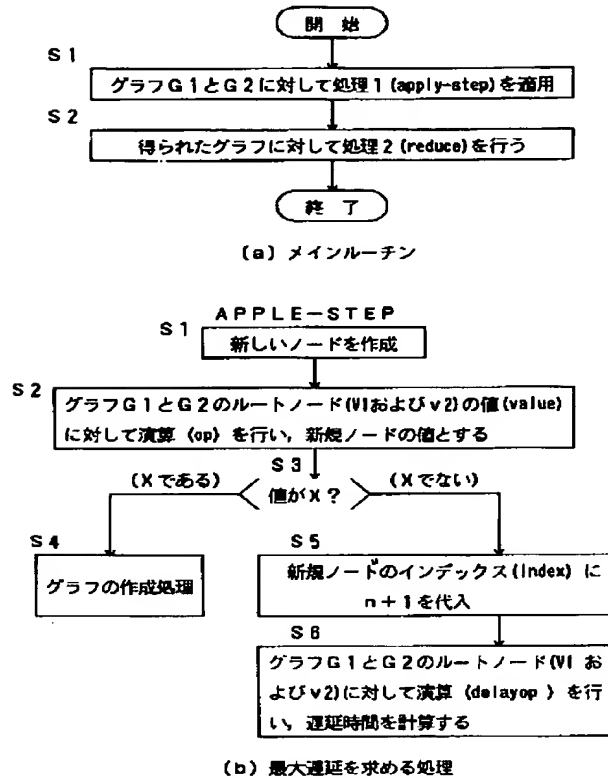 開 始
S1
グラフG1とG2に対して処理1(apply-step)を適用
S2
得られたグラフに対して処理2(reduce)を行う
終 了
(a) メインルーチン
APPLE-STEP
S1
新しいノードを作成
S2
グラフG1とG2のルートノード(V1およびv2)の値(value)
に対して演算(op)を行い,新規ノードの値とする
S3
(Xである)
値がX?
(Xでない)
S4
グラフの作成処理
S5
新規ノードのインデックス(index)に
n+1を代入
S6
グラフG1とG2のルートノード(V1 お
よびv2)に対して演算(delayop )を行
い,遅延時間を計算する
(b) 最大遅延を求める処理